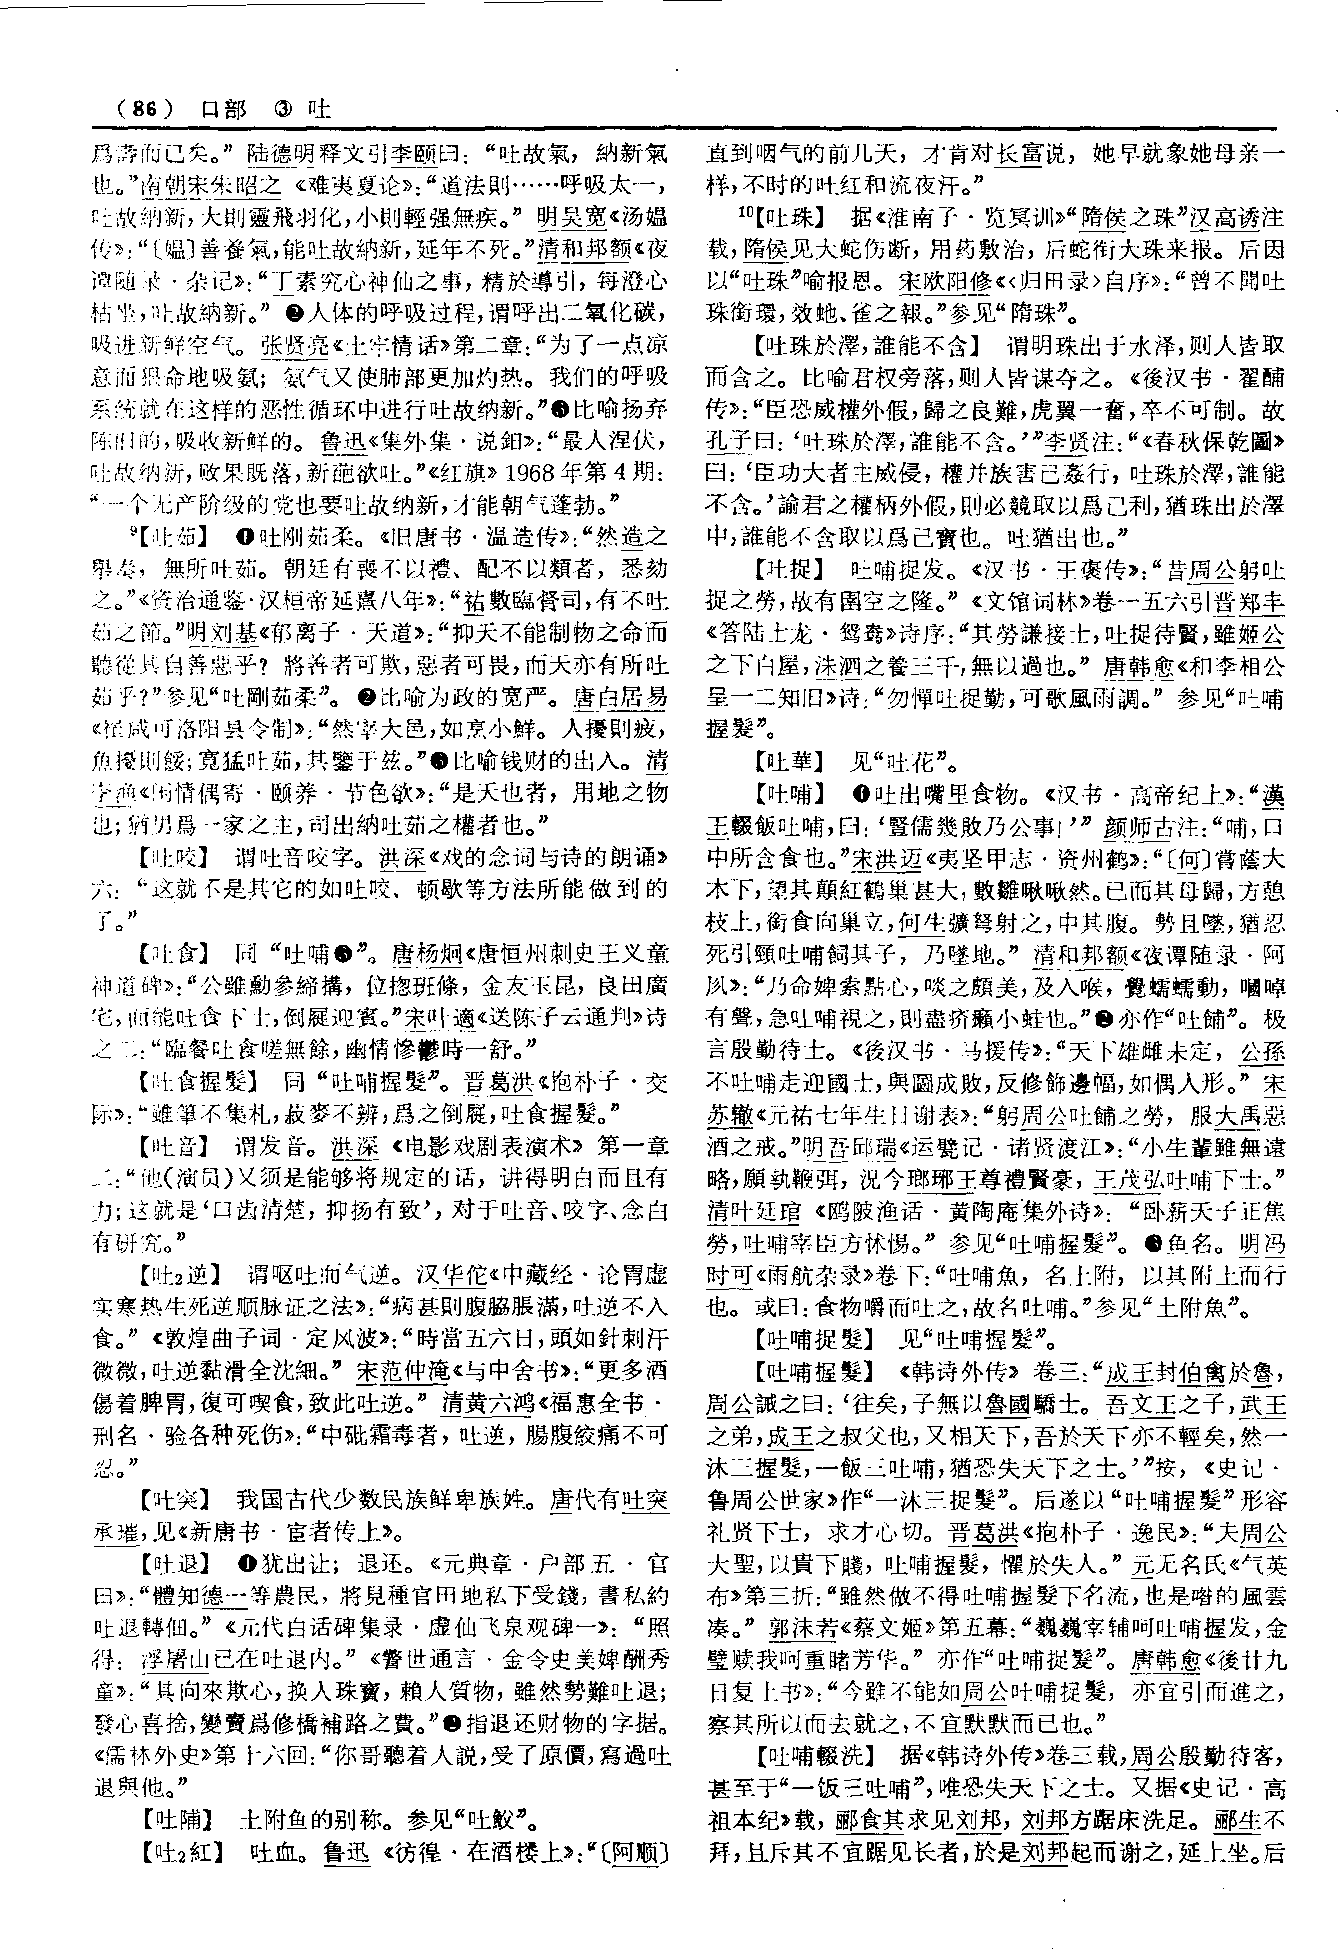 （86） 口部 ③ 吐
爲壽而已矣。”陆德明释文引李颐曰：“吐故氣，納新氣
也。”南朝宋朱昭之《难夷夏论》：“道法則……呼吸太一，
吐故納新，大則靈飛羽化，小則輕强無疾。”明吴宽《汤媪
传》：“〔媪〕善養氣，能吐故納新，延年不死。”清和邦额《夜
谭随录·杂记》：“丁素究心神仙之事，精於導引，每澄心
枯坐，吐故納新。”❷人体的呼吸过程，谓呼出二氧化碳，
吸进新鲜空气。张贤亮《土牢情话》第二章：“为了一点凉
意而狠命地吸氨；氨气又使肺部更加灼热。我们的呼吸
系统就在这样的恶性循环中进行吐故纳新。”❸比喻扬弃
陈旧的，吸收新鲜的。鲁迅《集外集·说鈤》：“最人涅伏，
吐故纳新，败果既落，新葩欲吐。”《红旗》1968年第4期：
“一个无产阶级的党也要吐故纳新，才能朝气蓬勃。”
⁹【吐茹】 ❶吐刚茹柔。《旧唐书·温造传》：“然造之
舉奏，無所吐茹。朝廷有喪不以禮、配不以類者，悉劾
之。”《资治通鉴·汉桓帝延熹八年》：“祐數臨督司，有不吐
茹之節。”明刘基《郁离子·天道》：“抑天不能制物之命而
聽從其自善惡乎？將善者可欺，惡者可畏，而天亦有所吐
茹乎？”参见“吐剛茹柔”。❷比喻为政的宽严。唐白居易
《崔咸可洛阳县令制》：“然宰大邑，如烹小鮮。人擾則疲，
魚擾則餒；寬猛吐茹，其鑒于兹。”❸比喻钱财的出入。清
李渔《闲情偶寄·颐养·节色欲》：“是天也者，用地之物
也；猶男爲一家之主，司出納吐茹之權者也。”
【吐咬】 谓吐音咬字。洪深《戏的念词与诗的朗诵》
六：“这就不是其它的如吐咬、顿歇等方法所能做到的
了。”
【吐食】 同“吐哺❷”。唐杨炯《唐恒州刺史王义童
神道碑》：“公雖勳參締搆，位揔班條，金友玉昆，良田廣
宅，而能吐食下士，倒屣迎賓。”宋叶適《送陈子云通判》诗
之二：“臨餐吐食嗟無餘，幽情慘鬱時一舒。”
【吐食握髮】 同“吐哺握髮”。晋葛洪《抱朴子·交
际》：“雖筆不集札，菽麥不辨，爲之倒屣，吐食握髮。”
【吐音】 谓发音。洪深《电影戏剧表演术》第一章
二：“他（演员）又须是能够将规定的话，讲得明白而且有
力；这就是‘口齿清楚，抑扬有致’，对于吐音、咬字、念白
有研究。”
【吐₂逆】 谓呕吐而气逆。汉华佗《中藏经·论胃虚
实寒热生死逆顺脉证之法》：“病甚則腹脇脹滿，吐逆不入
食。”《敦煌曲子词·定风波》：“時當五六日，頭如針刺汗
微微，吐逆黏滑全沈細。”宋范仲淹《与中舍书》：“更多酒
傷着脾胃，復可喫食，致此吐逆。”清黄六鸿《福惠全书·
刑名·验各种死伤》：“中砒霜毒者，吐逆，腸腹絞痛不可
忍。”
【吐突】 我国古代少数民族鲜卑族姓。唐代有吐突
承璀，见《新唐书·宦者传上》。
【吐退】 ❶犹出让；退还。《元典章·户部五·官
田》：“體知德一等農民，將見種官田地私下受錢，書私約
吐退轉佃。”《元代白话碑集录·虚仙飞泉观碑一》：“照
得：浮屠山已在吐退内。”《警世通言·金令史美婢酬秀
童》：“其向來欺心，换人珠寶，賴人質物，雖然勢難吐退；
發心喜捨，變賣爲修橋補路之費。”❷指退还财物的字据。
《儒林外史》第十六回：“你哥聽着人説，受了原價，寫過吐
退與他。”
【吐哺】 土附鱼的别称。参见“吐鮫”。
【吐₂紅】 吐血。鲁迅《彷徨·在酒楼上》：“〔阿顺〕
直到咽气的前几天，才肯对长富说，她早就象她母亲一
样，不时的吐红和流夜汗。”
¹⁰【吐珠】 据《淮南子·览冥训》“隋侯之珠”汉高诱注
载，隋侯见大蛇伤断，用药敷治，后蛇衔大珠来报。后因
以“吐珠”喻报恩。宋欧阳修《〈归田录〉自序》：“曾不聞吐
珠銜環，效虵、雀之報。”参见“隋珠”。
【吐珠於澤，誰能不含】 谓明珠出于水泽，则人皆取
而含之。比喻君权旁落，则人皆谋夺之。《後汉书·翟酺
传》：“臣恐威權外假，歸之良難，虎翼一奮，卒不可制。故
孔子曰：‘吐珠於澤，誰能不含。’”李贤注：“《春秋保乾圖》
曰：‘臣功大者主威侵，權并族害己姦行，吐珠於澤，誰能
不含。’諭君之權柄外假，則必競取以爲己利，猶珠出於澤
中，誰能不含取以爲己寶也。吐猶出也。”
【吐捉】 吐哺捉发。《汉书·王褒传》：“昔周公躬吐
捉之勞，故有圄空之隆。”《文馆词林》卷一五六引晋郑丰
《答陆士龙·鸳鸯》诗序：“其勞謙接士，吐捉待賢，雖姬公
之下白屋，洙泗之養三千，無以過也。”唐韩愈《和李相公
呈一二知旧》诗：“勿憚吐捉勤，可歌風雨調。”参见“吐哺
握髮”。
【吐華】 见“吐花”。
【吐哺】 ❶吐出嘴里食物。《汉书·高帝纪上》：“漢
王輟飯吐哺，曰：‘豎儒幾敗乃公事！’”颜师古注：“哺，口
中所含食也。”宋洪迈《夷坚甲志·资州鹤》：“〔何〕嘗蔭大
木下，望其顛紅鶴巢甚大，數雛啾啾然。已而其母歸，方憩
枝上，銜食向巢立，何生彍弩射之，中其腹。勢且墜，猶忍
死引頸吐哺飼其子，乃墜地。”清和邦额《夜谭随录·阿
凤》：“乃命婢索點心，啖之頗美，及入喉，覺蠕蠕動，嘓啅
有聲，急吐哺視之，則盡疥癩小蛙也。”❷亦作“吐餔”。极
言殷勤待士。《後汉书·马援传》：“天下雄雌未定，公孫
不吐哺走迎國士，與圖成敗，反修飾邊幅，如偶人形。”宋
苏辙《元祐七年生日谢表》：“躬周公吐餔之勞，服大禹惡
酒之戒。”明吾邱瑞《运甓记·诸贤渡江》：“小生輩雖無遠
略，願執鞭弭，況今瑯琊王尊禮賢豪，王茂弘吐哺下士。”
清叶廷琯《鸥陂渔话·黄陶庵集外诗》：“卧薪天子正焦
勞，吐哺宰臣方怵惕。”参见“吐哺握髮”。❸鱼名。明冯
时可《雨航杂录》卷下：“吐哺魚，名土附，以其附土而行
也。或曰：食物嚼而吐之，故名吐哺。”参见“土附魚”。
【吐哺捉髮】 见“吐哺握髮”。
【吐哺握髮】 《韩诗外传》卷三：“成王封伯禽於魯，
周公誡之曰：‘往矣，子無以魯國驕士。吾文王之子，武王
之弟，成王之叔父也，又相天下，吾於天下亦不輕矣，然一
沐三握髮，一飯三吐哺，猶恐失天下之士。’”按，《史记·
鲁周公世家》作“一沐三捉髮”。后遂以“吐哺握髮”形容
礼贤下士，求才心切。晋葛洪《抱朴子·逸民》：“夫周公
大聖，以貴下賤，吐哺握髮，懼於失人。”元无名氏《气英
布》第三折：“雖然做不得吐哺握髮下名流，也是喒的風雲
凑。”郭沫若《蔡文姬》第五幕：“巍巍宰辅呵吐哺握发，金
璧赎我呵重睹芳华。”亦作“吐哺捉髮”。唐韩愈《後廿九
日复上书》：“今雖不能如周公吐哺捉髮，亦宜引而進之，
察其所以而去就之，不宜默默而已也。”
【吐哺輟洗】 据《韩诗外传》卷三载，周公殷勤待客，
甚至于“一饭三吐哺”，唯恐失天下之士。又据《史记·高
祖本纪》载，郦食其求见刘邦，刘邦方踞床洗足。郦生不
拜，且斥其不宜踞见长者，於是刘邦起而谢之，延上坐。后